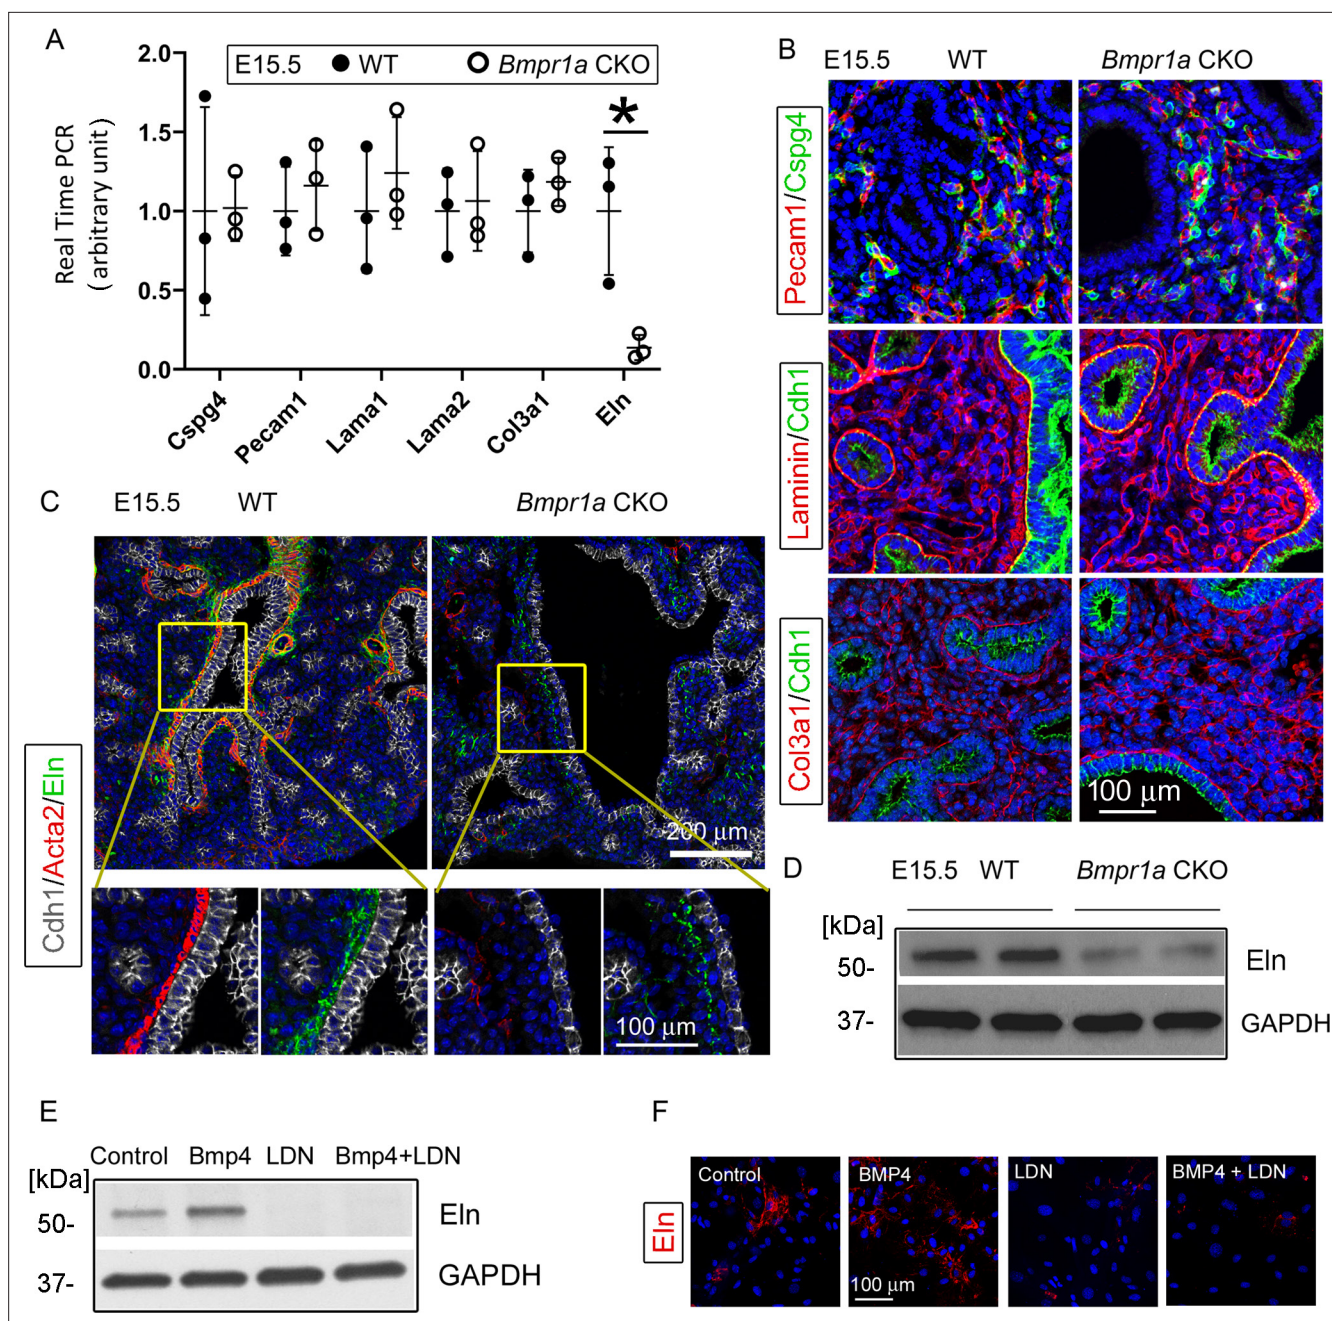 A
2.0
1.5
1.0
0.5
0.0
Real Time PCR
( arbitrary unit)
E15.5 WT Bmpr1a CKO
*
Cspg4 Pecam1 Lama1 Lama2 Col3a1 Eln
B
E15.5 WT Bmpr1a CKO
Pecam1/Cspg4
Laminin/Cdh1
Col3a1/Cdh1
100 µm
C
E15.5 WT Bmpr1a CKO
Cdh1/Acta2/Eln
200 µm
100 µm
D
E15.5 WT Bmpr1a CKO
[kDa]
50-
37-
Eln
GAPDH
E
Control Bmp4 LDN Bmp4+LDN
[kDa]
50-
37-
Eln
GAPDH
F
Eln
Control BMP4 LDN BMP4 + LDN
100 µm